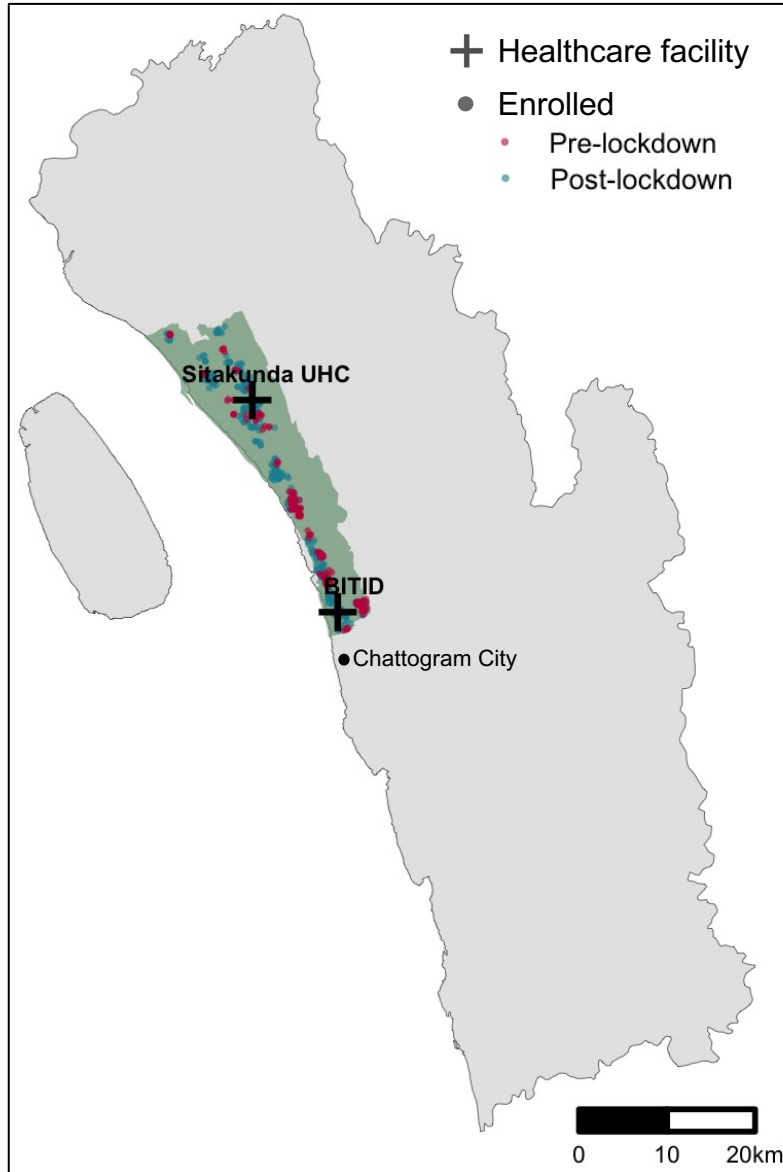 Healthcare facility
Enrolled
Pre-lockdown
Post-lockdown
Sitakunda UHC
BITID
Chattogram City
0 10 20km